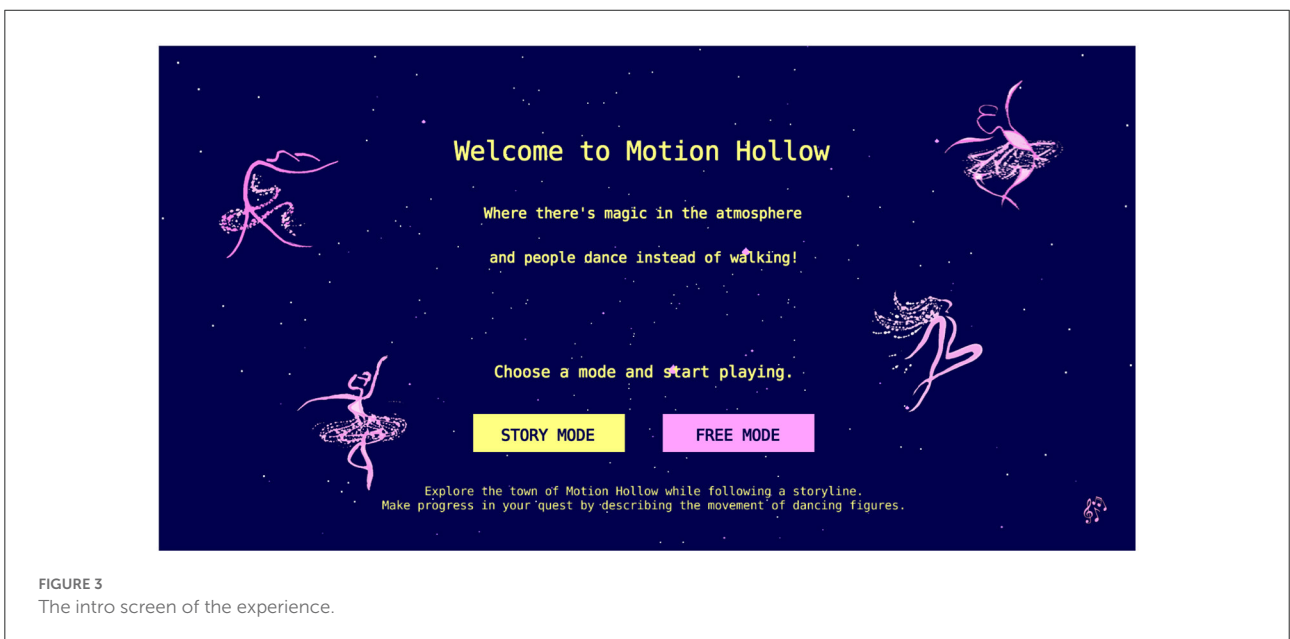 Welcome to Motion Hollow
Where there's magic in the atmosphere
and people dance instead of walking!
Choose a mode and start playing.
STORY MODE
FREE MODE
Explore the town of Motion Hollow while following a storyline.
Make progress in your quest by describing the movement of dancing figures.
FIGURE 3
The intro screen of the experience.